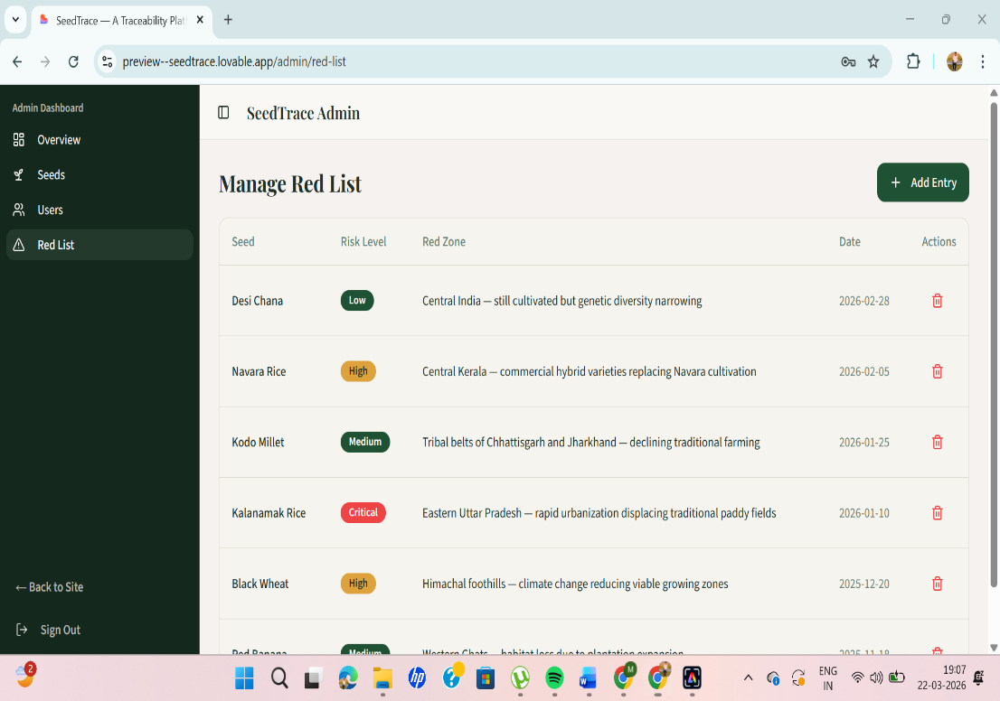 SeedTrace — A Traceability Plat
preview--seedtrace.lovable.app/admin/red-list
Admin Dashboard
Overview
Seeds
Users
Red List
← Back to Site
Sign Out
SeedTrace Admin
Manage Red List
+ Add Entry
Seed Risk Level Red Zone Date Actions
Desi Chana Low Central India — still cultivated but genetic diversity narrowing 2026-02-28
Navara Rice High Central Kerala — commercial hybrid varieties replacing Navara cultivation 2026-02-05
Kodo Millet Medium Tribal belts of Chhattisgarh and Jharkhand — declining traditional farming 2026-01-25
Kalanamak Rice Critical Eastern Uttar Pradesh — rapid urbanization displacing traditional paddy fields 2026-01-10
Black Wheat High Himachal foothills — climate change reducing viable growing zones 2025-12-20
Red Banana Medium Western Ghats — habitat loss due to plantation expansion 2025-11-18
2
hp
M
ENG
IN
19:07
22-03-2026